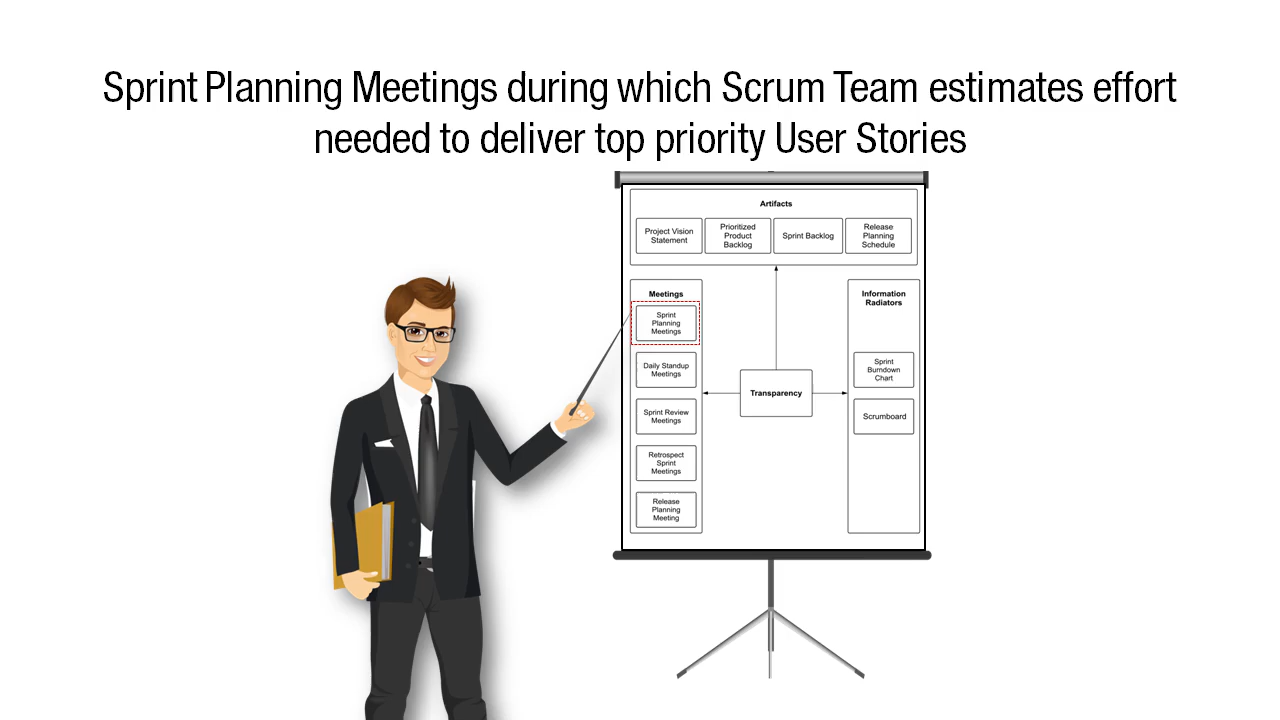 Sprint Planning Meetings during which Scrum Team estimates effort
needed to deliver top priority User Stories
Artifacts
Project Vision
Statement
Prioritized
Product
Backlog
Sprint Backlog
Release
Planning
Schedule
Meetings
Sprint
Planning
Meetings
Daily Standup
Meetings
Sprint Review
Meetings
Retrospect
Sprint
Meetings
Release
Planning
Meeting
Transparency
Information
Radiators
Sprint
Burndown
Chart
Scrumboard